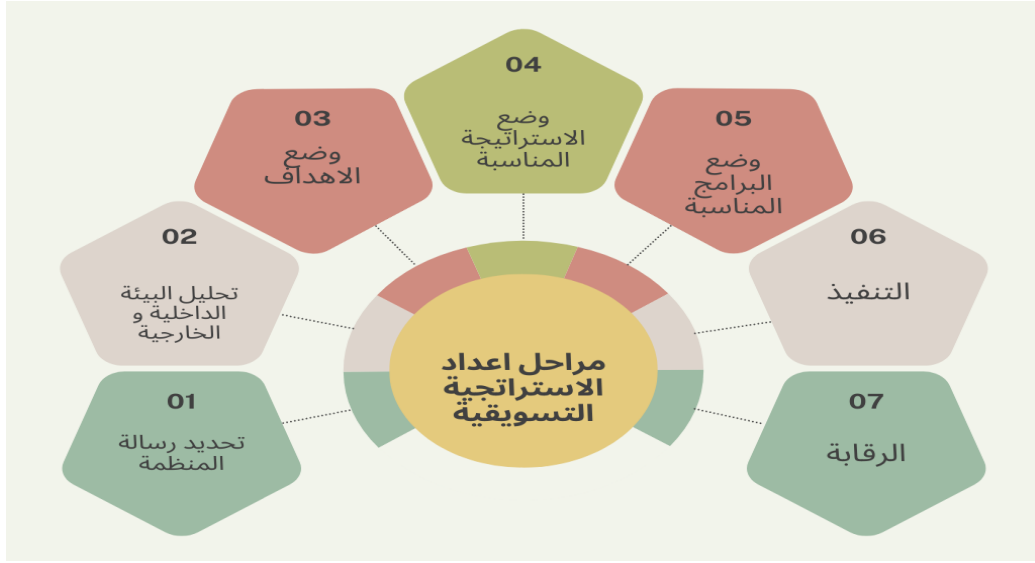 مراحل اعداد
الاستراتجية
التسويقية
01
تحديد رسالة
المنظمة
02
تحليل البيئة
الداخلية و
الخارجية
03
وضع
الاهداف
04
وضع
الاستراتيجة
المناسبة
05
وضع
البرامج
المناسبة
06
التنفيذ
07
الرقابة